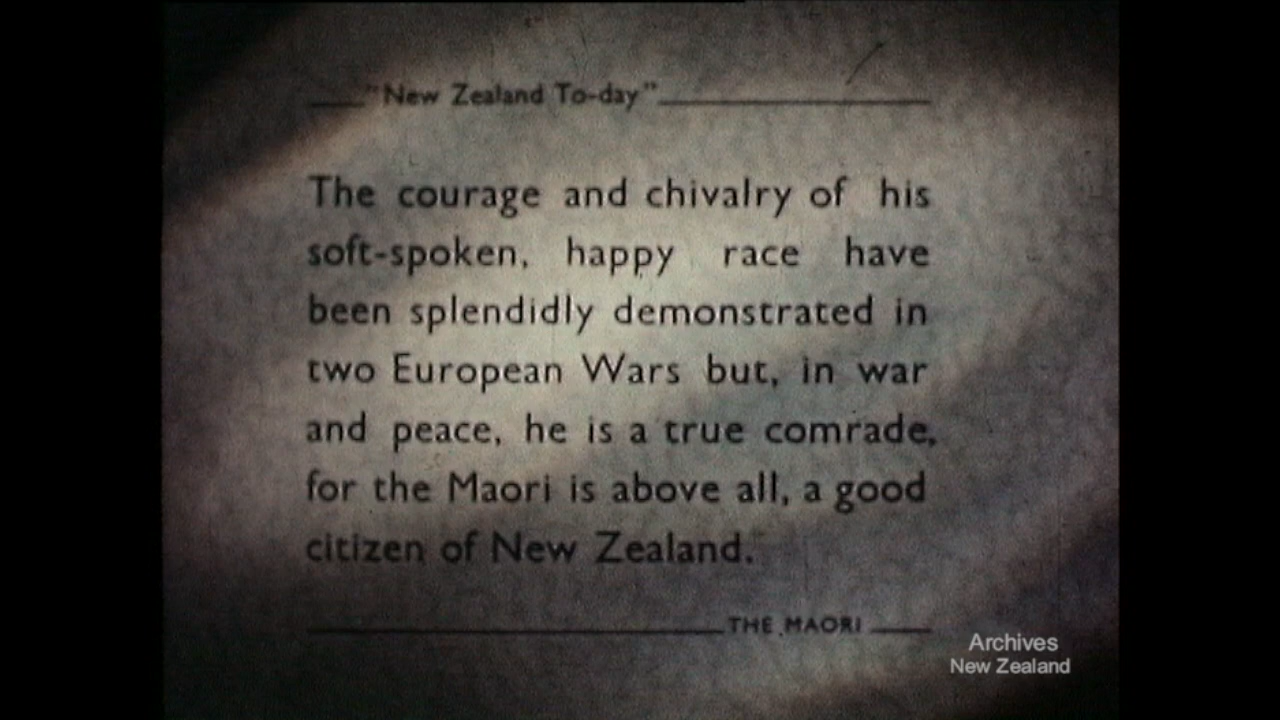 "New Zealand To-day"
The courage and chivalry of his
soft-spoken, happy race have
been splendidly demonstrated in
two European Wars but, in war
and peace, he is a true comrade,
for the Maori is above all, a good
citizen of New Zealand.
THE MAORI
Archives
New Zealand